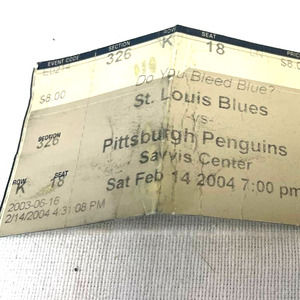 EVENT CODE SECTION ROW SEAT
326 K 18
$8.00
Do You Bleed Blue?
St. Louis Blues
-vs-
Pittsburgh Penguins
Savvis Center
Sat Feb 14 2004 7:00 pm
SECTION
326
ROW SEAT
K 18
2003-06-16
2/14/2004 4:31:08 PM